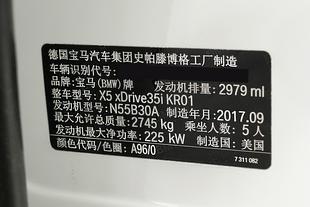 德国宝马汽车集团史帕滕博格工厂制造
车辆识别代号:
品牌:宝马(BMW)牌 发动机排量: 2979 ml
整车型号: X5 xDrive35i KR01
发动机型号: N55B30A 制造年月: 2017.09
最大允许总质量: 2745 kg 乘坐人数: 5 人
最大净功率: 225 kW 制造国: 美国
颜色代码/色圈: A96/0
7 311 082